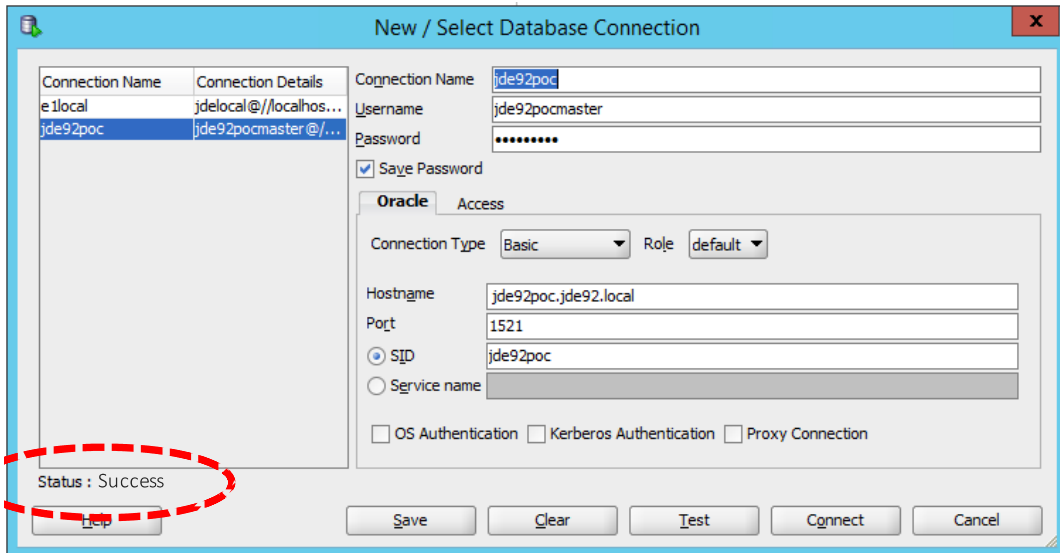 New / Select Database Connection
x
Connection Name Connection Details
e1local jdelocal@//localhos...
jde92poc jde92pocmaster@/...
Connection Name jde92poc
Username jde92pocmaster
Password •••••••••
Save Password
Oracle Access
Connection Type Basic Role default
Hostname jde92poc.jde92.local
Port 1521
SID jde92poc
Service name
OS Authentication Kerberos Authentication Proxy Connection
Status : Success
Help Save Clear Test Connect Cancel